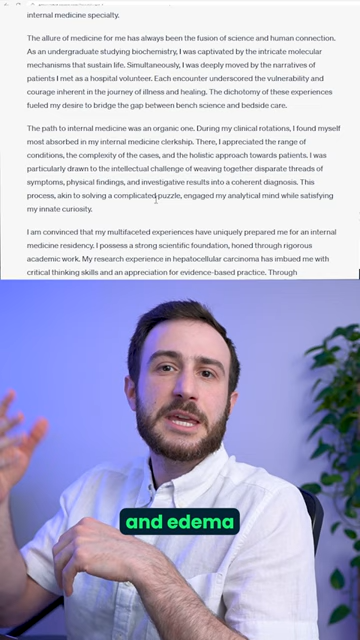 internal medicine specialty.
The allure of medicine for me has always been the fusion of science and human connection.
As an undergraduate studying biochemistry, I was captivated by the intricate molecular
mechanisms that sustain life. Simultaneously, I was deeply moved by the narratives of
patients I met as a hospital volunteer. Each encounter underscored the vulnerability and
courage inherent in the journey of illness and healing. The dichotomy of these experiences
fueled my desire to bridge the gap between bench science and bedside care.
The path to internal medicine was an organic one. During my clinical rotations, I found myself
most absorbed in my internal medicine clerkship. There, I appreciated the range of
conditions, the complexity of the cases, and the holistic approach towards patients. I was
particularly drawn to the intellectual challenge of weaving together disparate threads of
symptoms, physical findings, and investigative results into a coherent diagnosis. This
process, akin to solving a complicated puzzle, engaged my analytical mind while satisfying
my innate curiosity.
I am convinced that my multifaceted experiences have uniquely prepared me for an internal
medicine residency. I possess a strong scientific foundation, honed through rigorous
academic work. My research experience in hepatocellular carcinoma has imbued me with
critical thinking skills and an appreciation for evidence-based practice. Through
and edema